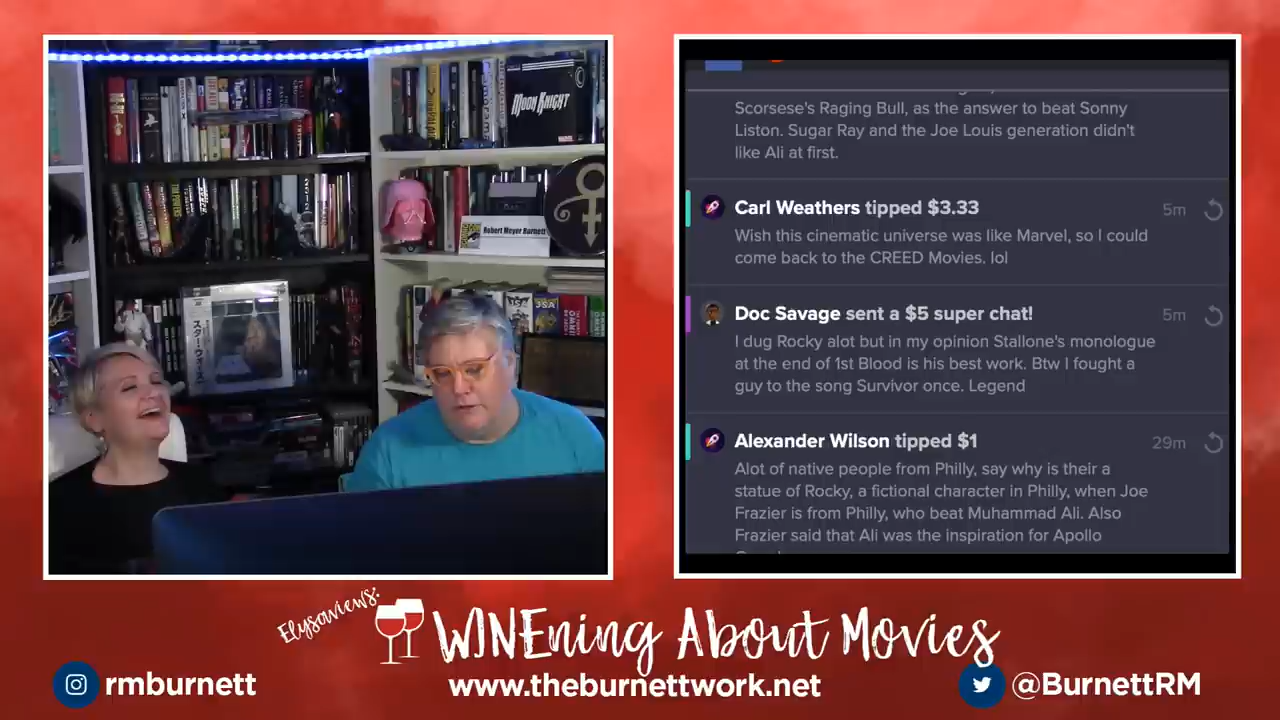 MOON KNIGHT
Robert Meyer Burnett
スター・ウォーズ
JSA
Scorsese's Raging Bull, as the answer to beat Sonny
Liston. Sugar Ray and the Joe Louis generation didn't
like Ali at first.
Carl Weathers tipped $3.33
5m
Wish this cinematic universe was like Marvel, so I could
come back to the CREED Movies. lol
Doc Savage sent a $5 super chat!
5m
I dug Rocky alot but in my opinion Stallone's monologue
at the end of 1st Blood is his best work. Btw I fought a
guy to the song Survivor once. Legend
Alexander Wilson tipped $1
29m
Alot of native people from Philly, say why is their a
statue of Rocky, a fictional character in Philly, when Joe
Frazier is from Philly, who beat Muhammad Ali. Also
Frazier said that Ali was the inspiration for Apollo
Elysaviews:
WINEning About Movies
rmburnett
www.theburnettwork.net
@BurnettRM